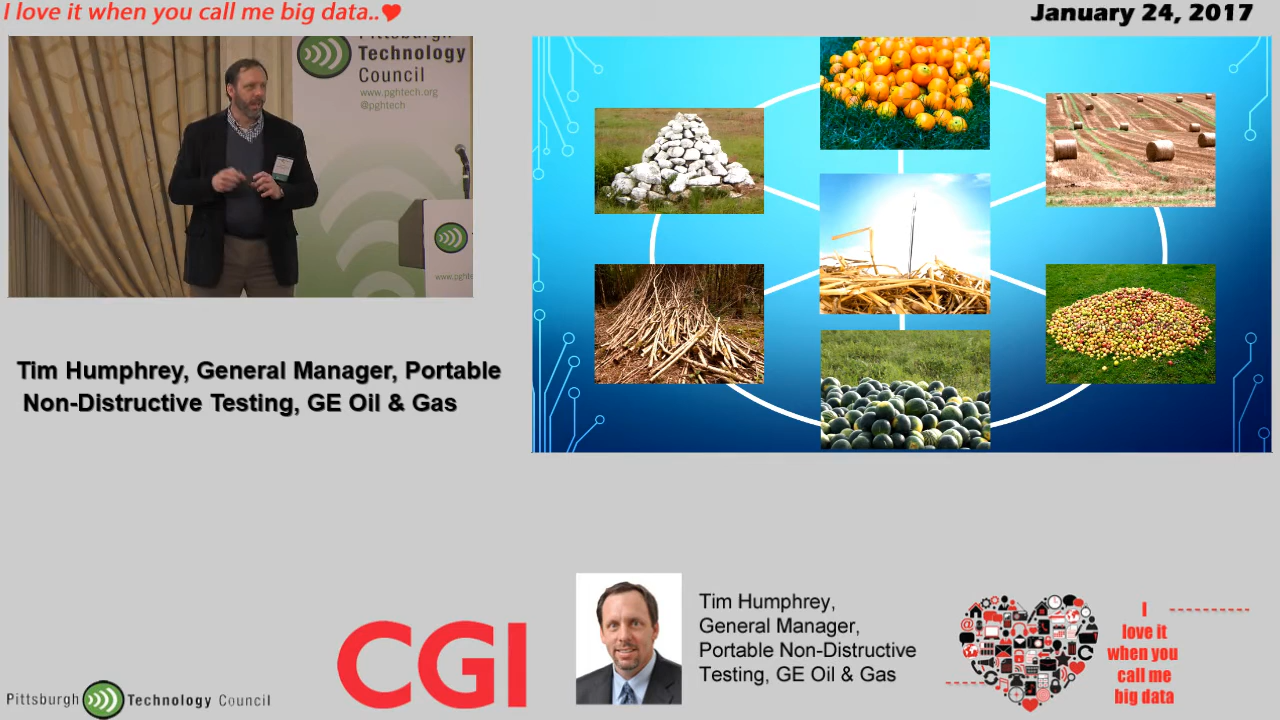 I love it when you call me big data..
January 24, 2017
Pittsburgh
Technology
Council
www.pghtech.org
@pghtech
Tim Humphrey, General Manager, Portable
Non-Distructive Testing, GE Oil & Gas
CGI
Tim Humphrey,
General Manager,
Portable Non-Distructive
Testing, GE Oil & Gas
I
love it
when you
call me
big data
Pittsburgh Technology Council